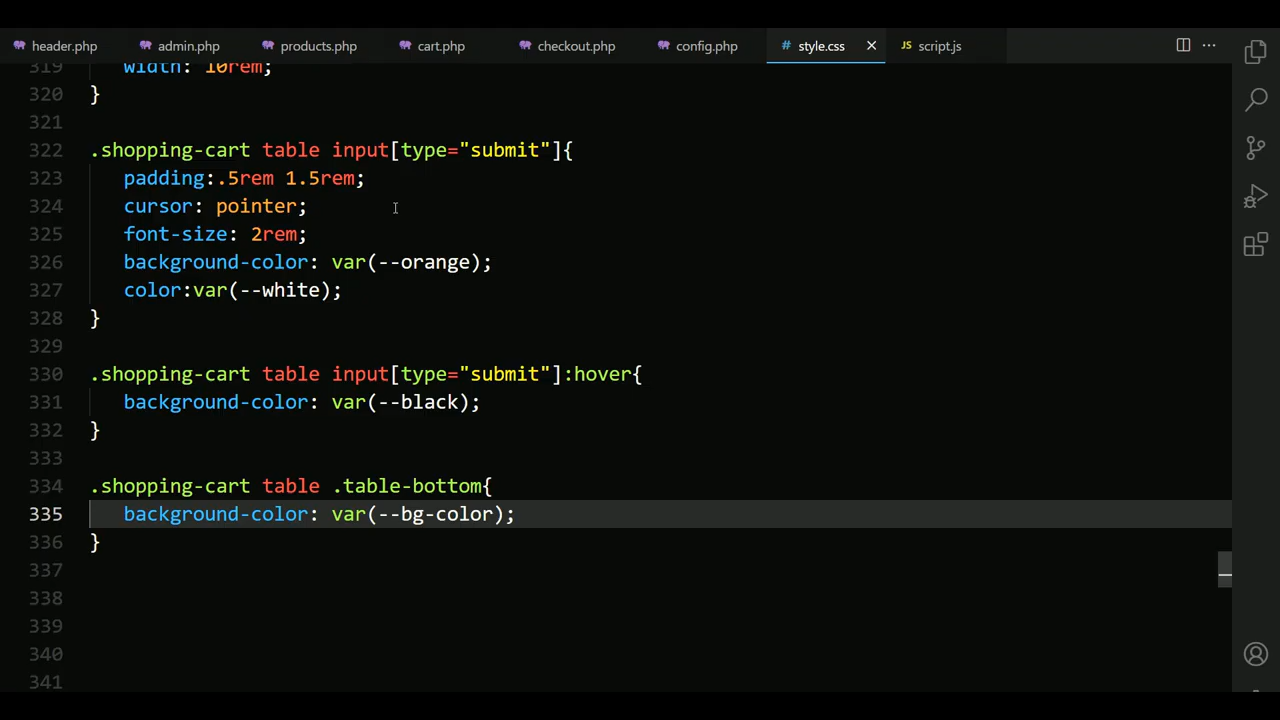 header.php admin.php products.php cart.php checkout.php config.php # style.css JS script.js
319 width: 10rem;
320 }
321
322 .shopping-cart table input[type="submit"]{
323 padding:.5rem 1.5rem;
324 cursor: pointer;
325 font-size: 2rem;
326 background-color: var(--orange);
327 color:var(--white);
328 }
329
330 .shopping-cart table input[type="submit"]:hover{
331 background-color: var(--black);
332 }
333
334 .shopping-cart table .table-bottom{
335 background-color: var(--bg-color);
336 }
337
338
339
340
341